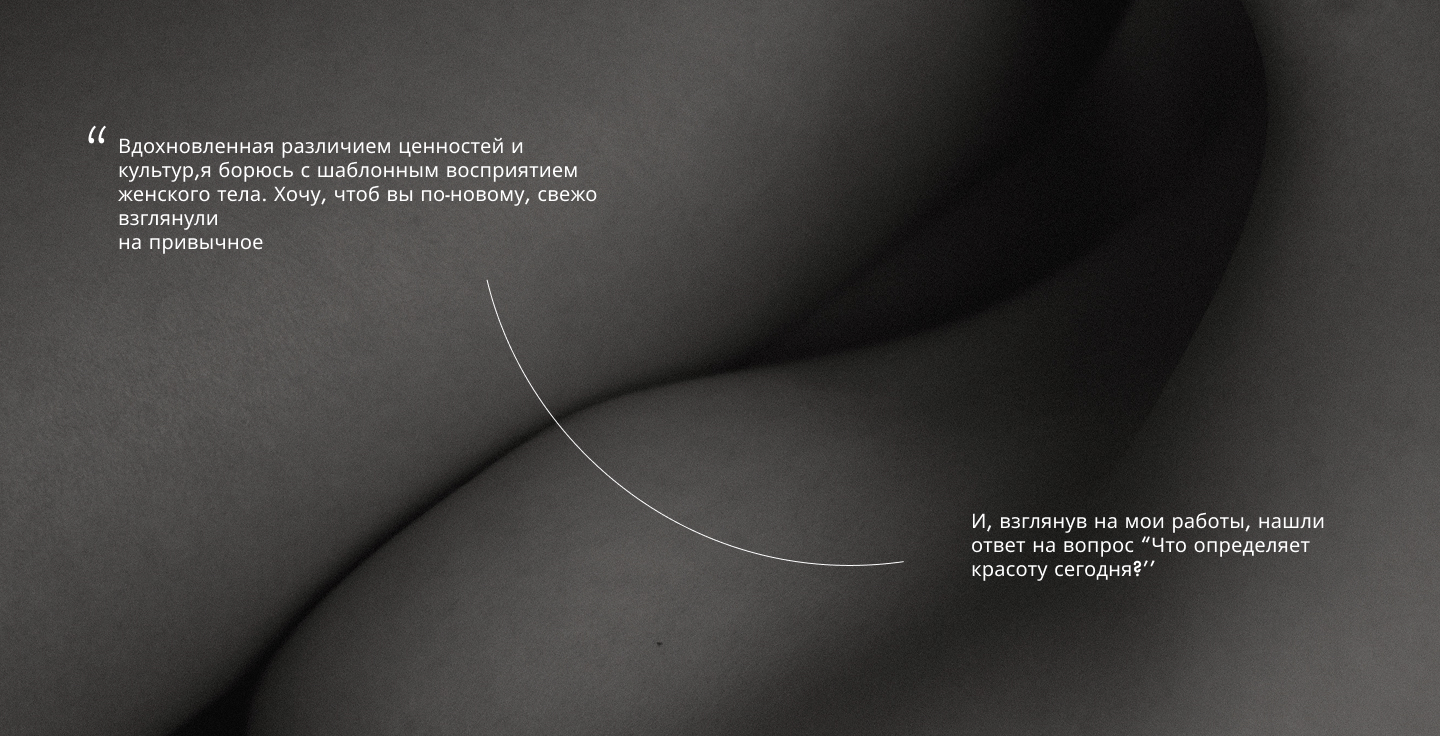 “ Вдохновленная различием ценностей и
культур,я борюсь с шаблонным восприятием
женского тела. Хочу, чтоб вы по-новому, свежо
взглянули
на привычное
И, взглянув на мои работы, нашли
ответ на вопрос “Что определяет
красоту сегодня?’’